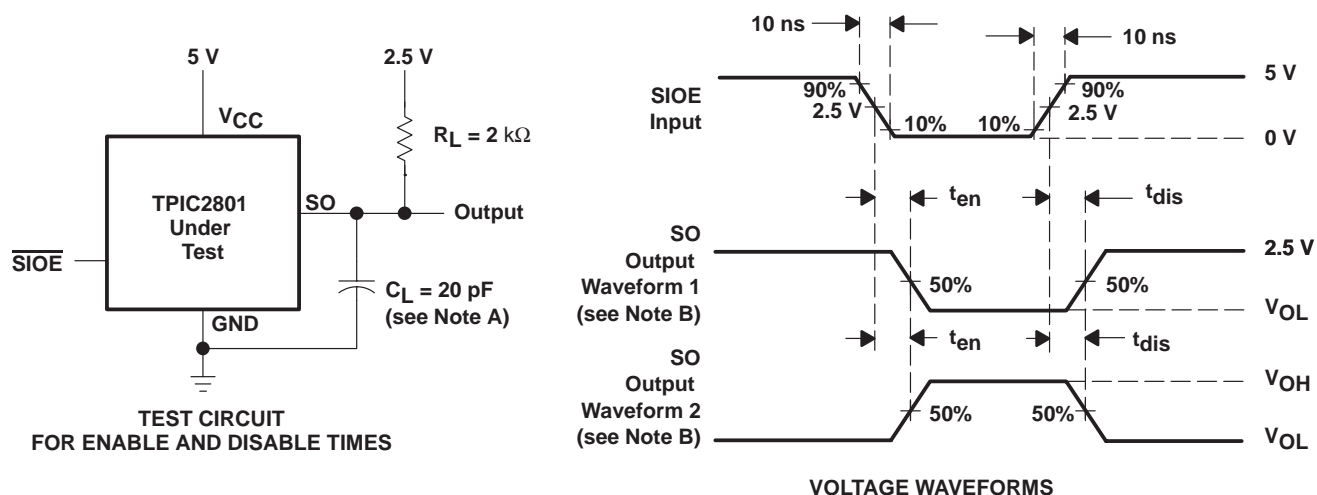 5 V
2.5 V
VCC
RL = 2 kΩ
TPIC2801
Under
Test
SO
Output
SIOE
CL = 20 pF
(see Note A)
GND
TEST CIRCUIT
FOR ENABLE AND DISABLE TIMES
10 ns
10 ns
SIOE
Input
90%
2.5 V
10%
10%
90%
2.5 V
5 V
0 V
ten
tdis
SO
Output
Waveform 1
(see Note B)
50%
50%
2.5 V
VOL
ten
tdis
SO
Output
Waveform 2
(see Note B)
50%
50%
VOH
VOL
VOLTAGE WAVEFORMS